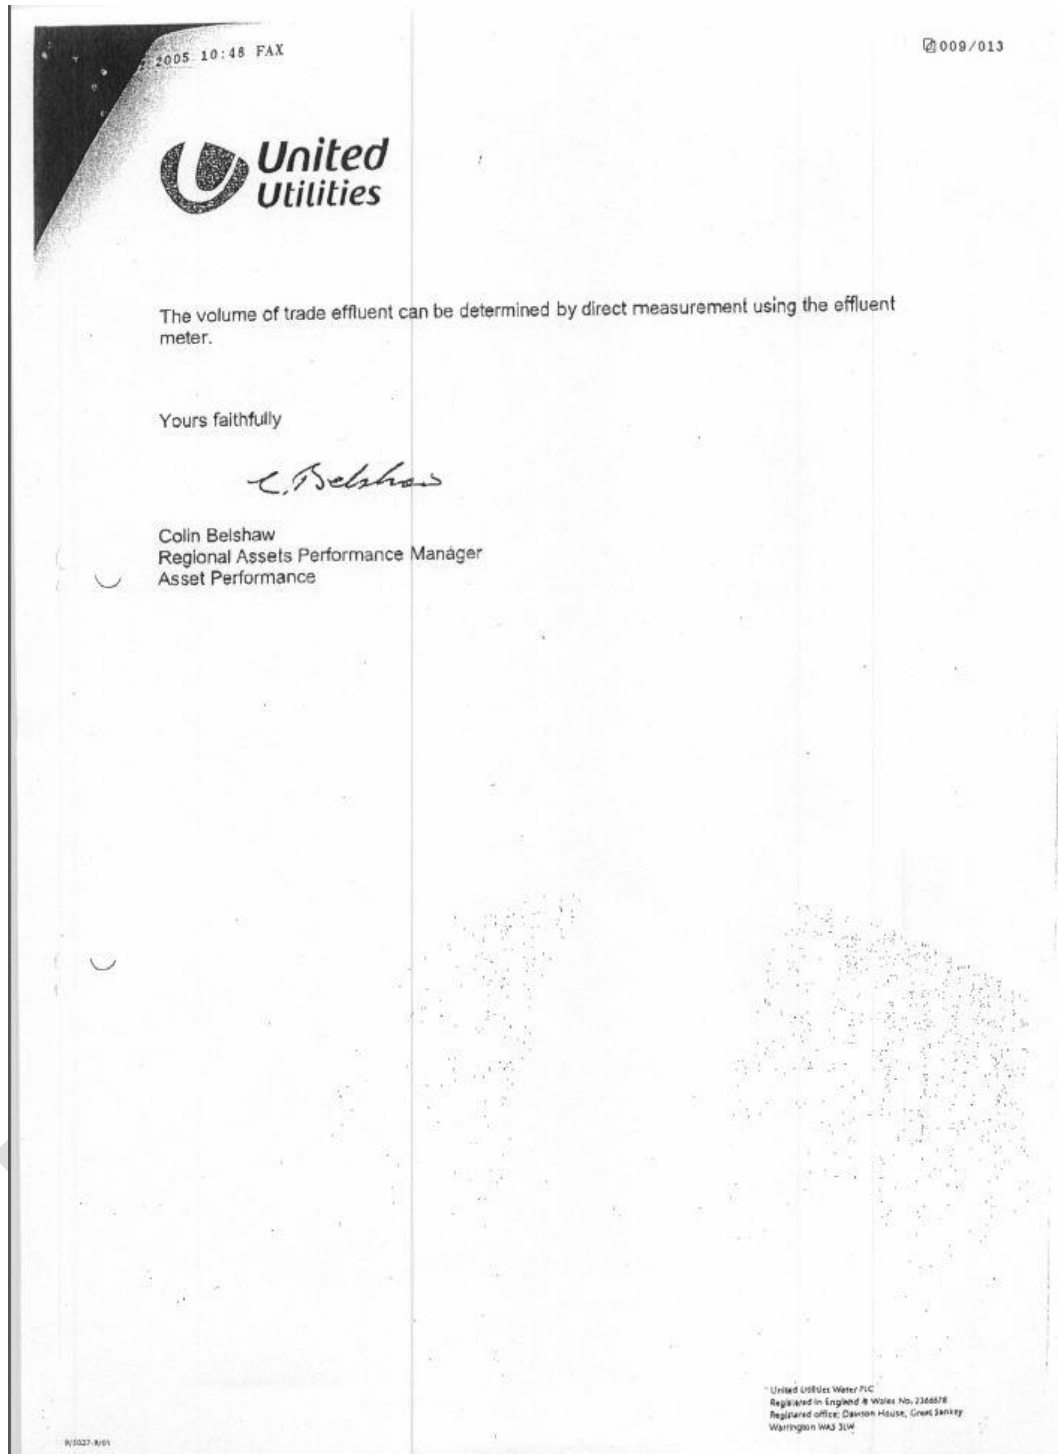 2005 10:48 FAX
009/013
United
Utilities
The volume of trade effluent can be determined by direct measurement using the effluent
meter.
Yours faithfully
C. Belshaw
Colin Belshaw
Regional Assets Performance Manager
Asset Performance
United Utilities Water PLC
Registered in England & Wales No. 2366678
Registered office: Dawson House, Great Sankey
Warrington WA5 3LW